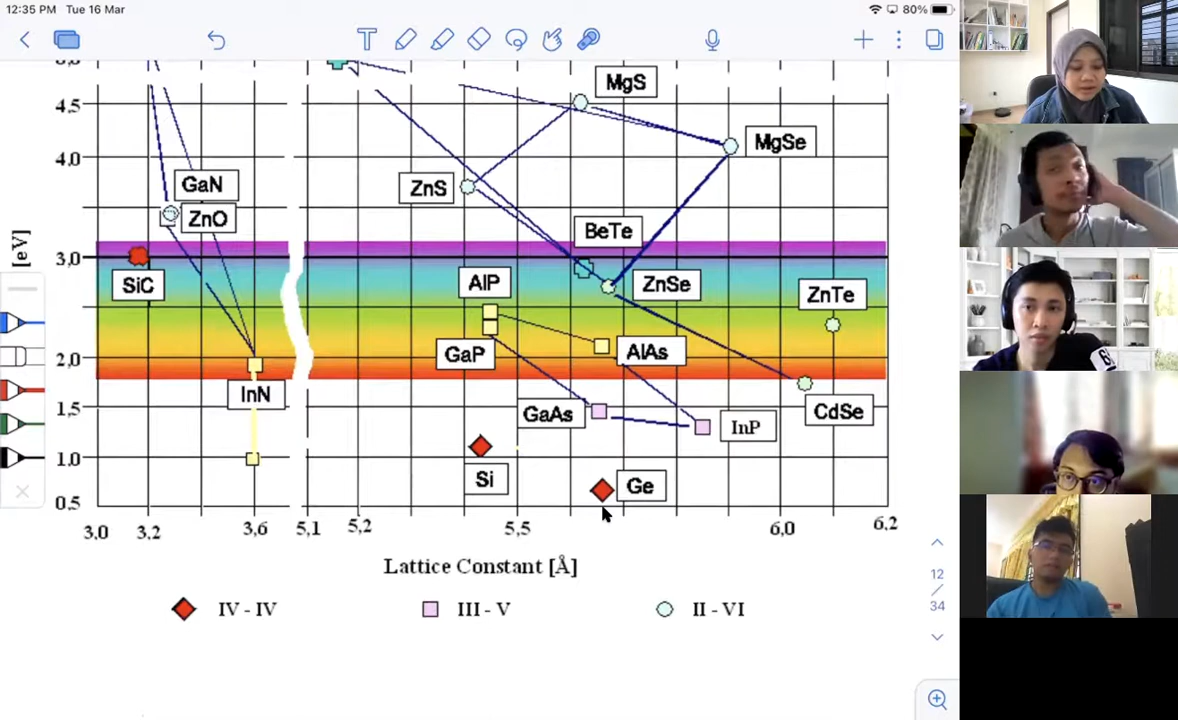 12:35 PM Tue 16 Mar
80%
MgS
4.5
MgSe
4.0
GaN
ZnS
ZnO
BeTe
[eV]
3,0
SiC
AlP
ZnSe
ZnTe
2.0
GaP
AlAs
InN
1.5
GaAs
CdSe
InP
1.0
Si
Ge
0.5
3.0
3,2
3,6
5,1
5,2
5,5
6,0
6,2
Lattice Constant [Å]
IV - IV
III - V
II - VI
12
/
34